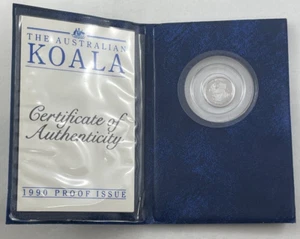 THE AUSTRALIAN
KOALA
Certificate of
Authenticity
1990 PROOF ISSUE